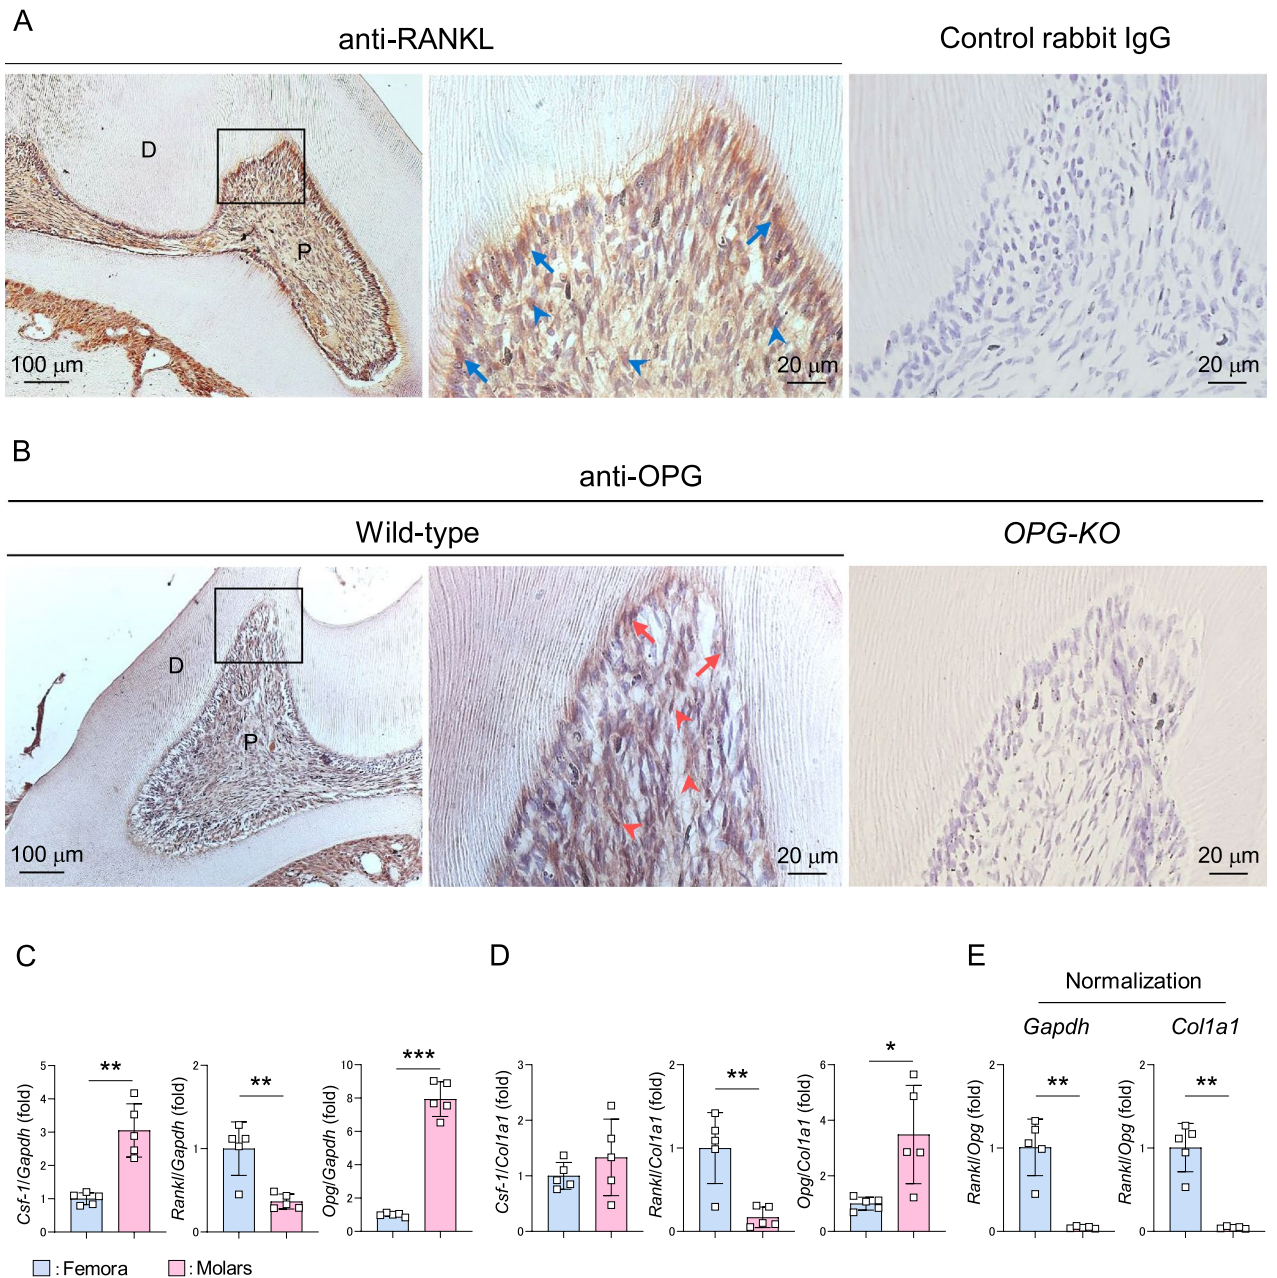 A
anti-RANKL
Control rabbit IgG
D
P
100 μm
20 μm
20 μm
B
anti-OPG
Wild-type
OPG-KO
D
P
100 μm
20 μm
20 μm
C
D
E
Normalization
Gapdh
Col1a1
Csf-1/Gapdh (fold)
5
4
3
2
1
0
**
Rankl/Gapdh (fold)
2
1
0
**
Opg/Gapdh (fold)
10
8
6
4
2
0
***
Csf-1/Col1a1 (fold)
3
2
1
0
Rankl/Col1a1 (fold)
2
1
0
**
Opg/Col1a1 (fold)
6
4
2
0
*
Rankl/Opg (fold)
2
1
0
**
Rankl/Opg (fold)
2
1
0
**
: Femora
: Molars